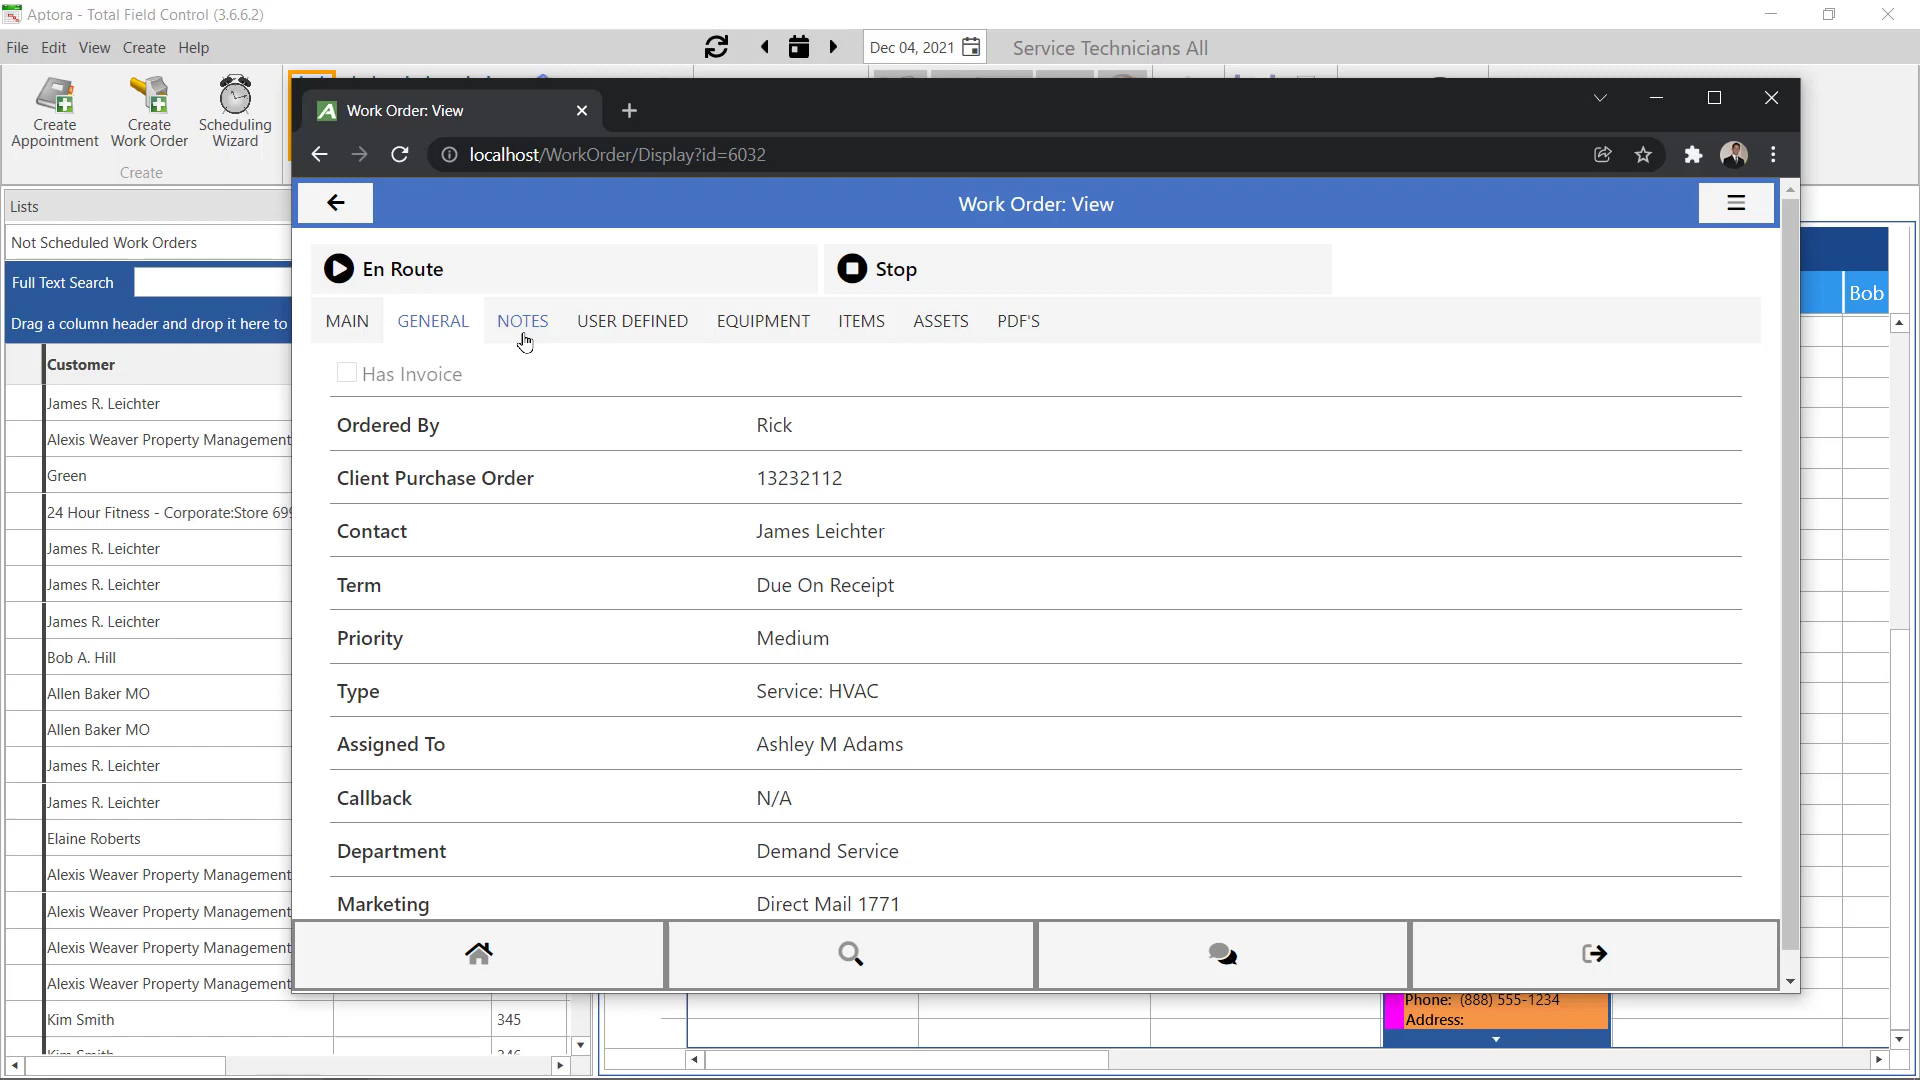 Aptora - Total Field Control (3.6.6.2)
File Edit View Create Help
Dec 04, 2021
Service Technicians All
Create Appointment
Create Work Order
Scheduling Wizard
Create
Lists
Not Scheduled Work Orders
Full Text Search
Drag a column header and drop it here to
Customer
James R. Leichter
Alexis Weaver Property Management
Green
24 Hour Fitness - Corporate:Store 699
James R. Leichter
James R. Leichter
James R. Leichter
Bob A. Hill
Allen Baker MO
Allen Baker MO
James R. Leichter
James R. Leichter
Elaine Roberts
Alexis Weaver Property Management
Alexis Weaver Property Management
Alexis Weaver Property Management
Alexis Weaver Property Management
Kim Smith 345
Kim Smith 346
Work Order: View
localhost/WorkOrder/Display?id=6032
Work Order: View
En Route
Stop
MAIN GENERAL NOTES USER DEFINED EQUIPMENT ITEMS ASSETS PDF'S
Has Invoice
Ordered By Rick
Client Purchase Order 13232112
Contact James Leichter
Term Due On Receipt
Priority Medium
Type Service: HVAC
Assigned To Ashley M Adams
Callback N/A
Department Demand Service
Marketing Direct Mail 1771
Bob
Phone: (888) 555-1234
Address: